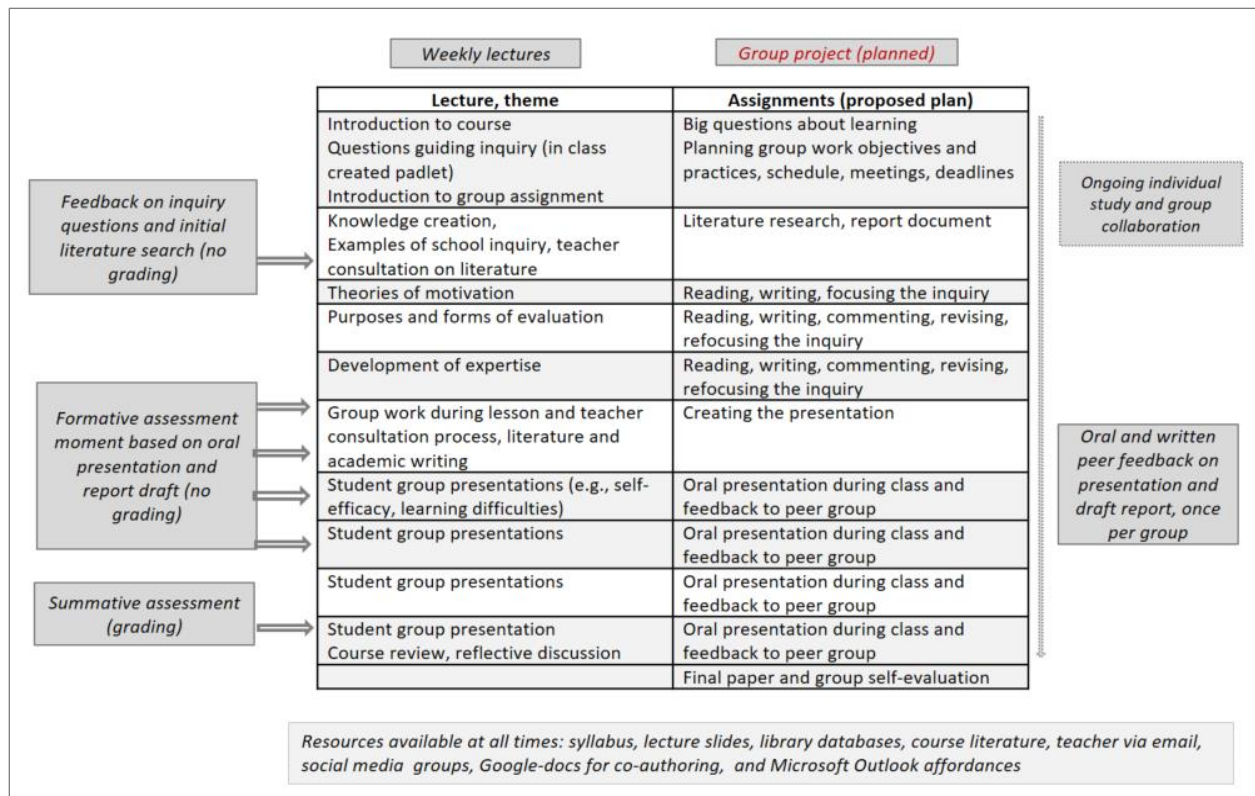 Weekly lectures
Group project (planned)
Lecture, theme
Assignments (proposed plan)
Introduction to course
Questions guiding inquiry (in class
created padlet)
Introduction to group assignment
Big questions about learning
Planning group work objectives and
practices, schedule, meetings, deadlines
Knowledge creation,
Examples of school inquiry, teacher
consultation on literature
Literature research, report document
Theories of motivation
Reading, writing, focusing the inquiry
Purposes and forms of evaluation
Reading, writing, commenting, revising,
refocusing the inquiry
Development of expertise
Reading, writing, commenting, revising,
refocusing the inquiry
Group work during lesson and teacher
consultation process, literature and
academic writing
Creating the presentation
Student group presentations (e.g., self-
efficacy, learning difficulties)
Oral presentation during class and
feedback to peer group
Student group presentations
Oral presentation during class and
feedback to peer group
Student group presentations
Oral presentation during class and
feedback to peer group
Student group presentation
Course review, reflective discussion
Oral presentation during class and
feedback to peer group
Final paper and group self-evaluation
Feedback on inquiry
questions and initial
literature search (no
grading)
Formative assessment
moment based on oral
presentation and
report draft (no
grading)
Summative assessment
(grading)
Ongoing individual
study and group
collaboration
Oral and written
peer feedback on
presentation and
draft report, once
per group
Resources available at all times: syllabus, lecture slides, library databases, course literature, teacher via email,
social media groups, Google-docs for co-authoring, and Microsoft Outlook affordances